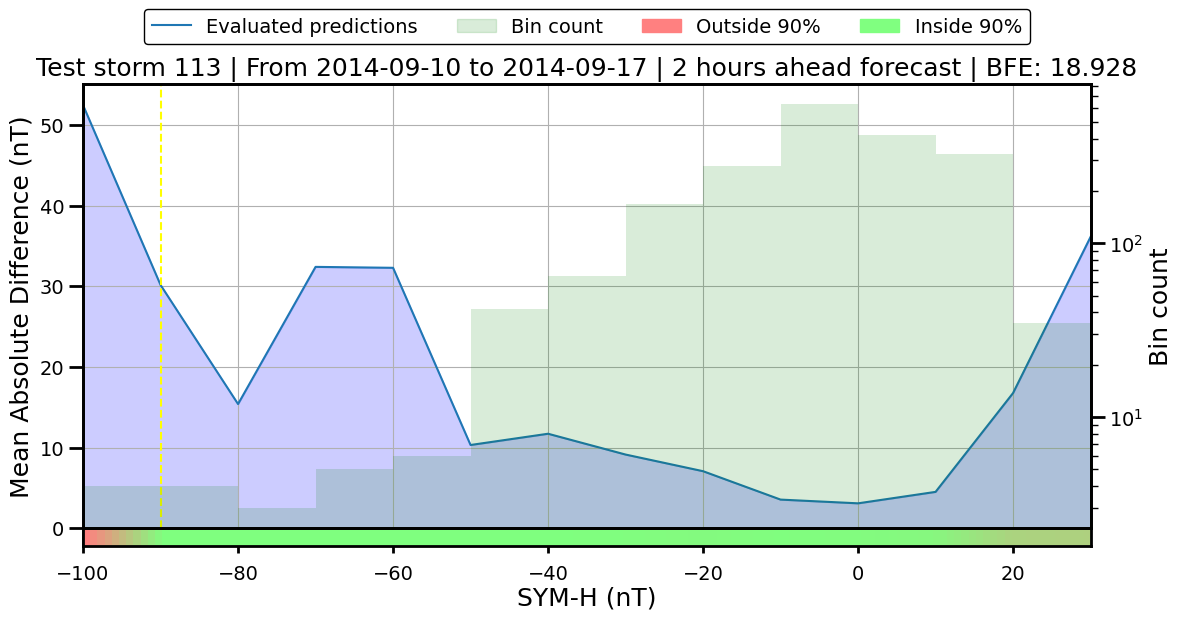 Evaluated predictions Bin count Outside 90% Inside 90%
Test storm 113 | From 2014-09-10 to 2014-09-17 | 2 hours ahead forecast | BFE: 18.928
Mean Absolute Difference (nT)
50
40
30
20
10
0
10²
10¹
Bin count
−100 −80 −60 −40 −20 0 20
SYM-H (nT)